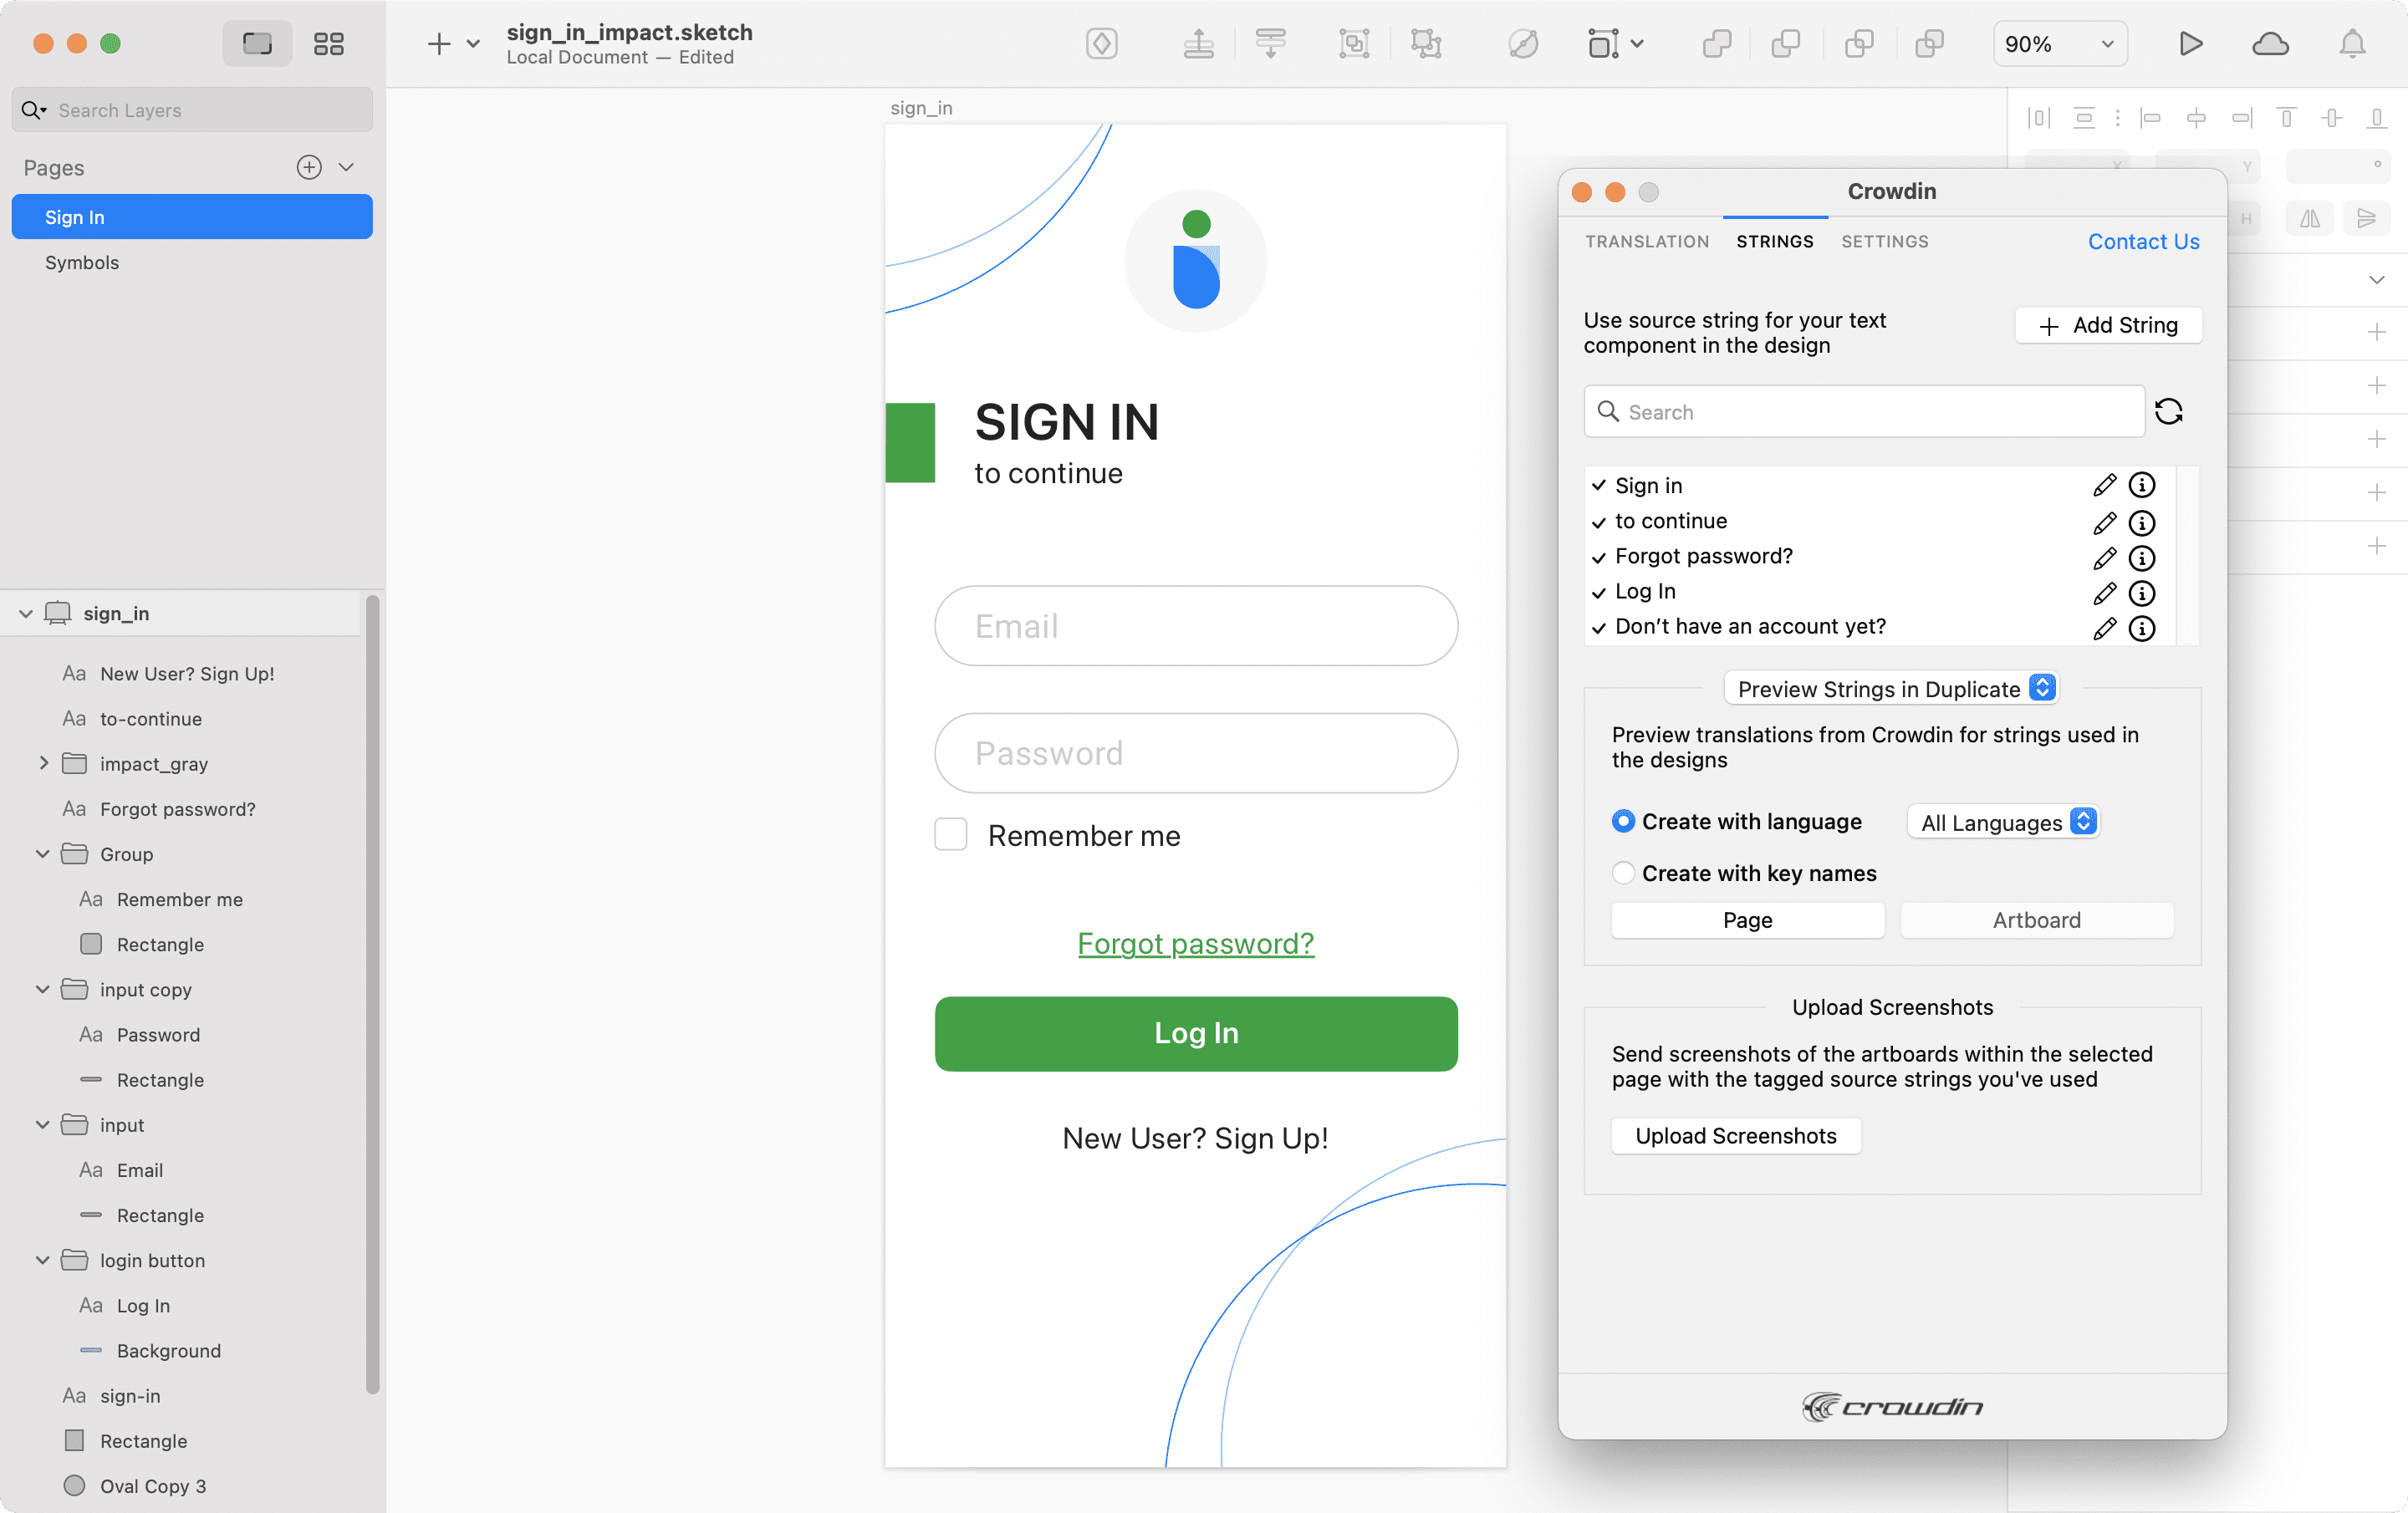 sign_in_impact.sketch
Local Document — Edited
90%
Search Layers
Pages
Sign In
Symbols
sign_in
Aa New User? Sign Up!
Aa to-continue
impact_gray
Aa Forgot password?
Group
Aa Remember me
Rectangle
input copy
Aa Password
Rectangle
input
Aa Email
Rectangle
login button
Aa Log In
Background
Aa sign-in
Rectangle
Oval Copy 3
sign_in
SIGN IN
to continue
Email
Password
Remember me
Forgot password?
Log In
New User? Sign Up!
X
Y
°
H
Crowdin
TRANSLATION
STRINGS
SETTINGS
Contact Us
Use source string for your text
component in the design
Add String
Search
Sign in
to continue
Forgot password?
Log In
Don’t have an account yet?
Preview Strings in Duplicate
Preview translations from Crowdin for strings used in
the designs
Create with language
All Languages
Create with key names
Page
Artboard
Upload Screenshots
Send screenshots of the artboards within the selected
page with the tagged source strings you've used
Upload Screenshots
crowdin